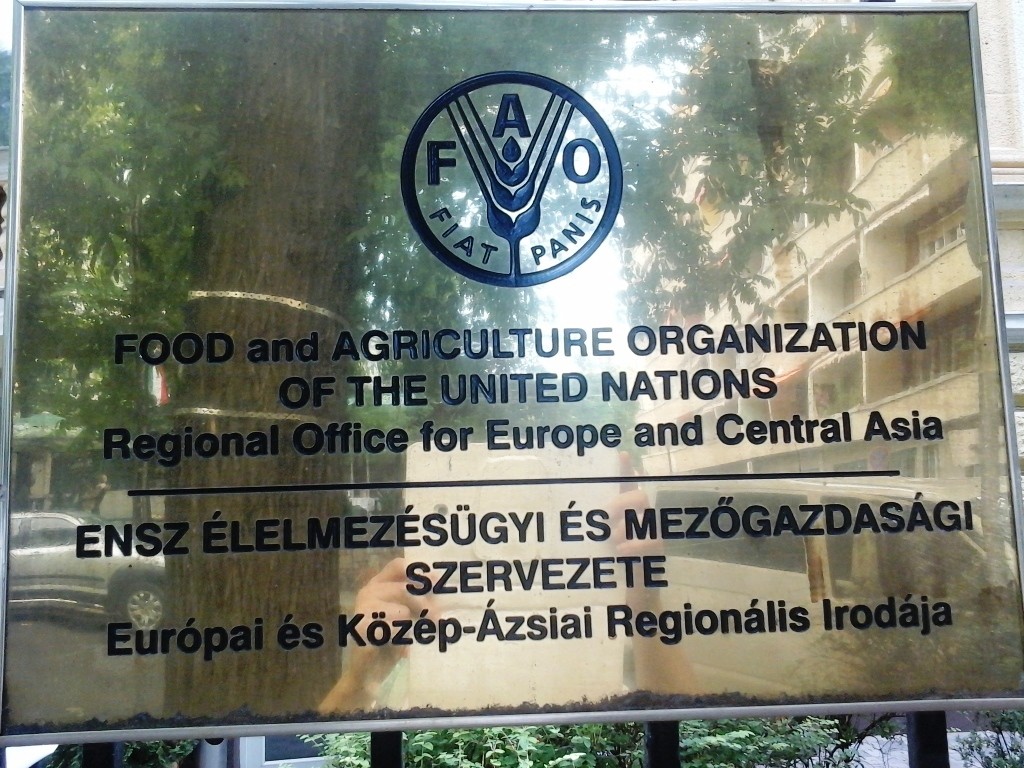 FAO
FIAT PANIS
FOOD and AGRICULTURE ORGANIZATION
OF THE UNITED NATIONS
Regional Office for Europe and Central Asia
ENSZ ÉLELMEZÉSÜGYI ÉS MEZŐGAZDASÁGI
SZERVEZETE
Európai és Közép-Ázsiai Regionális Irodája